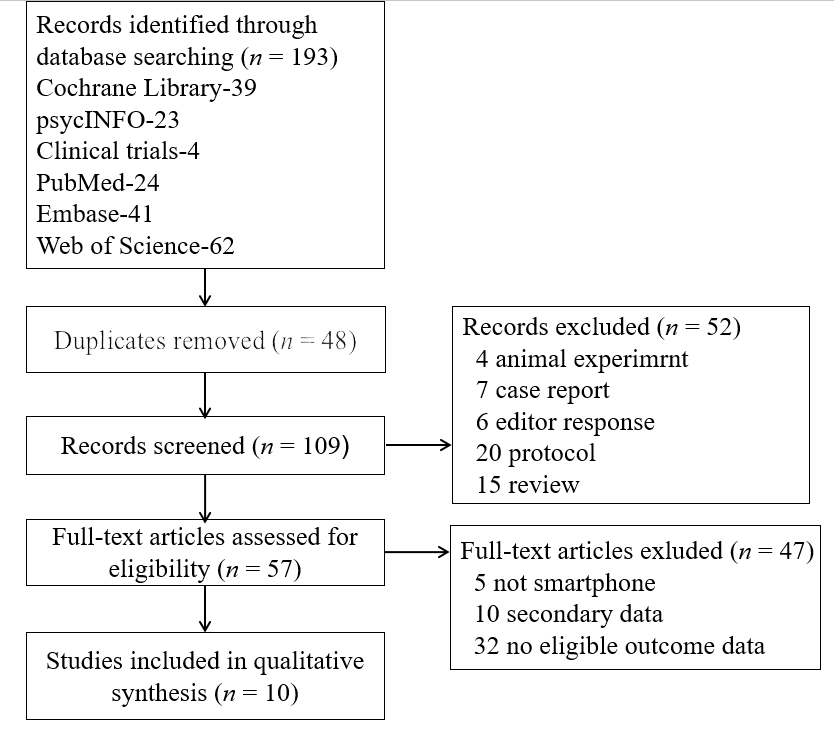 Records identified through
database searching (n = 193)
Cochrane Library-39
psycINFO-23
Clinical trials-4
PubMed-24
Embase-41
Web of Science-62
Duplicates removed (n = 48)
Records excluded (n = 52)
4 animal experimrnt
7 case report
6 editor response
20 protocol
15 review
Records screened (n = 109)
Full-text articles assessed for
eligibility (n = 57)
Full-text articles exluded (n = 47)
5 not smartphone
10 secondary data
32 no eligible outcome data
Studies included in qualitative
synthesis (n = 10)